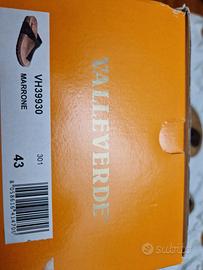 VALLEVERDE
VH39930
MARRONE
301
43
subito